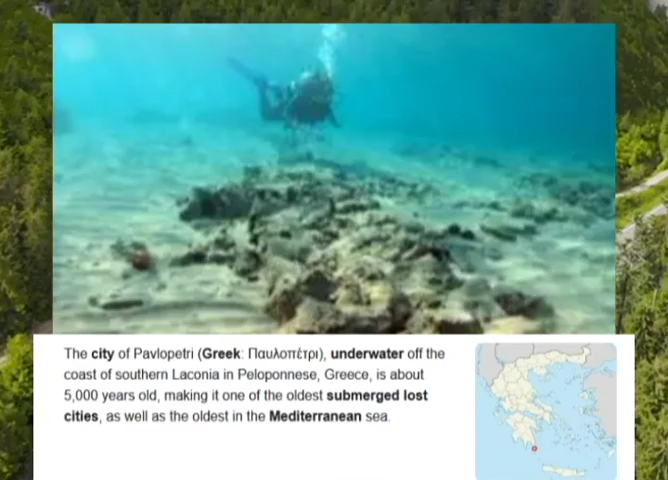 The city of Pavlopetri (Greek: Παυλοπέτρι), underwater off the
coast of southern Laconia in Peloponnese, Greece, is about
5,000 years old, making it one of the oldest submerged lost
cities, as well as the oldest in the Mediterranean sea.